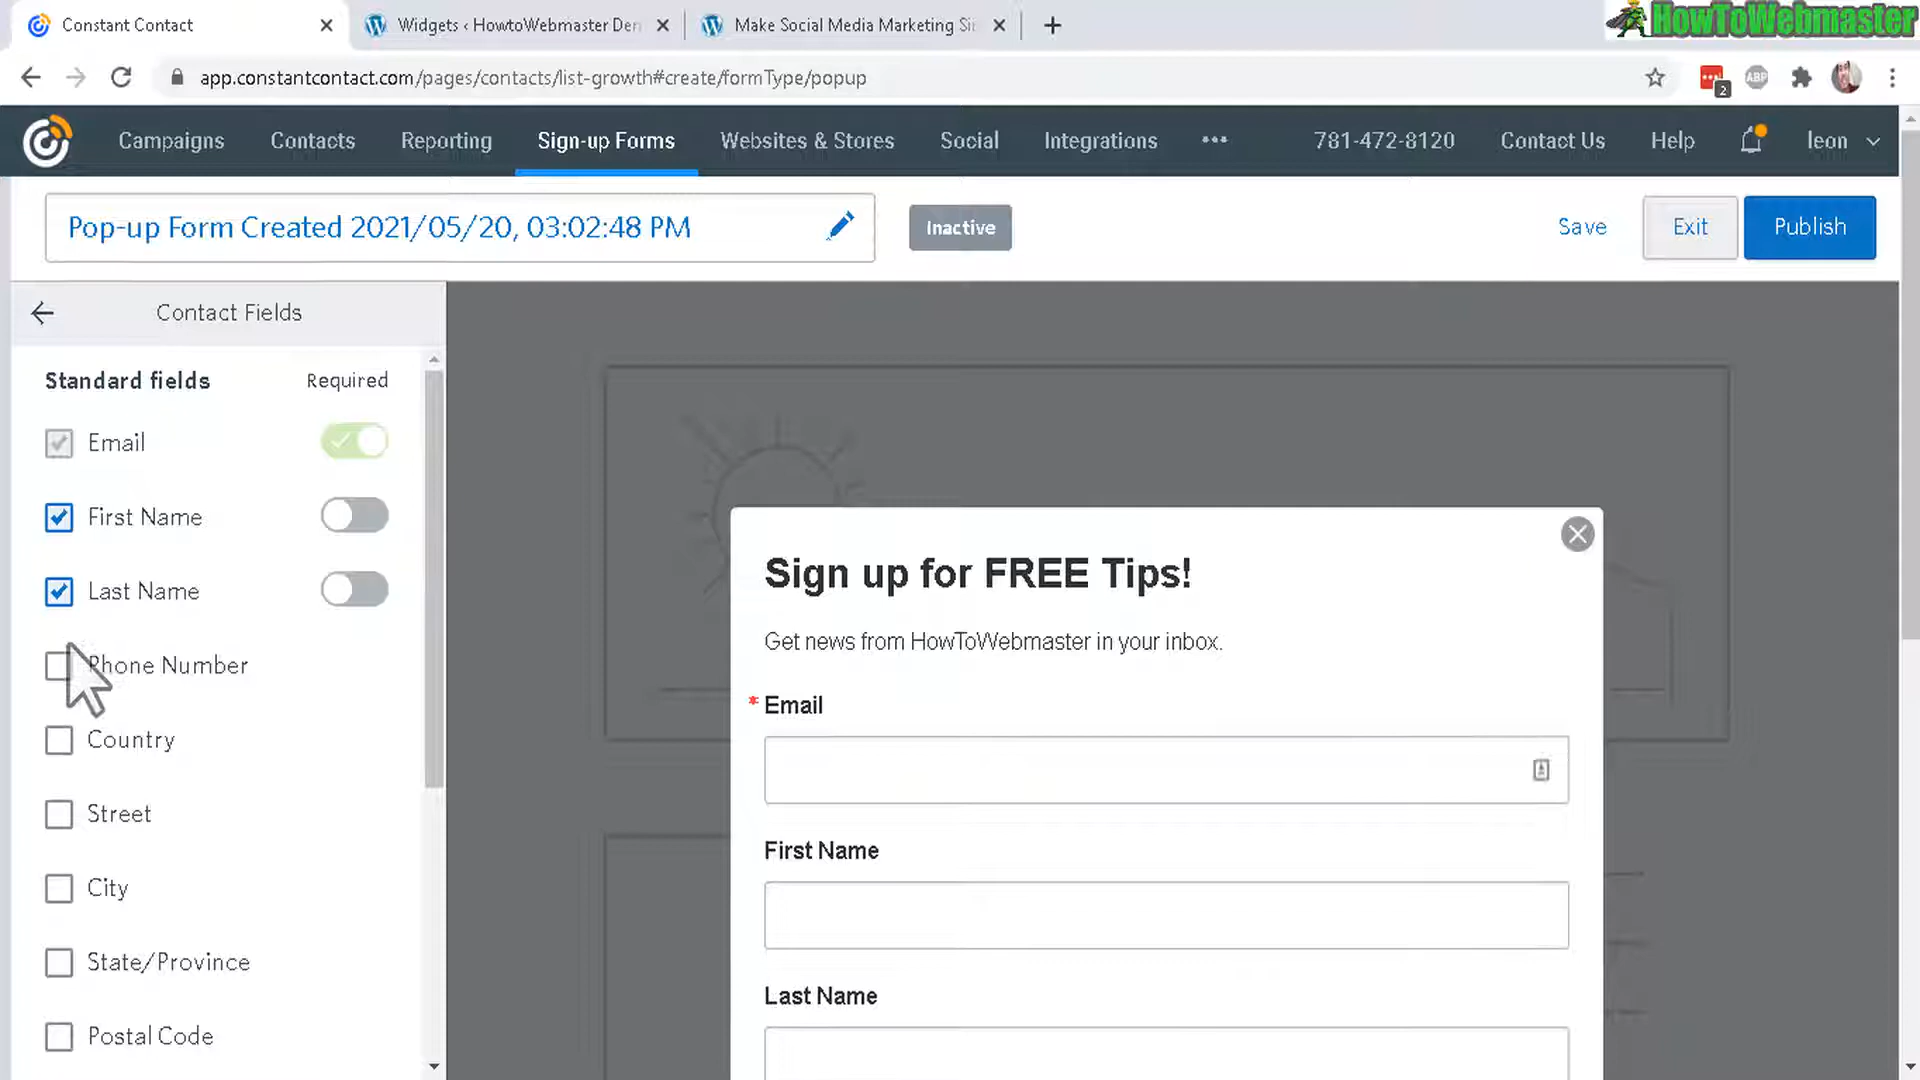 Constant Contact
Widgets ‹ HowtoWebmaster Den
Make Social Media Marketing Si
HowToWebmaster
app.constantcontact.com/pages/contacts/list-growth#create/formType/popup
2
ABP
Campaigns
Contacts
Reporting
Sign-up Forms
Websites & Stores
Social
Integrations
781-472-8120
Contact Us
Help
leon
Pop-up Form Created 2021/05/20, 03:02:48 PM
Inactive
Save
Exit
Publish
Contact Fields
Standard fields
Required
Email
First Name
Last Name
Phone Number
Country
Street
City
State/Province
Postal Code
Sign up for FREE Tips!
Get news from HowToWebmaster in your inbox.
* Email
First Name
Last Name